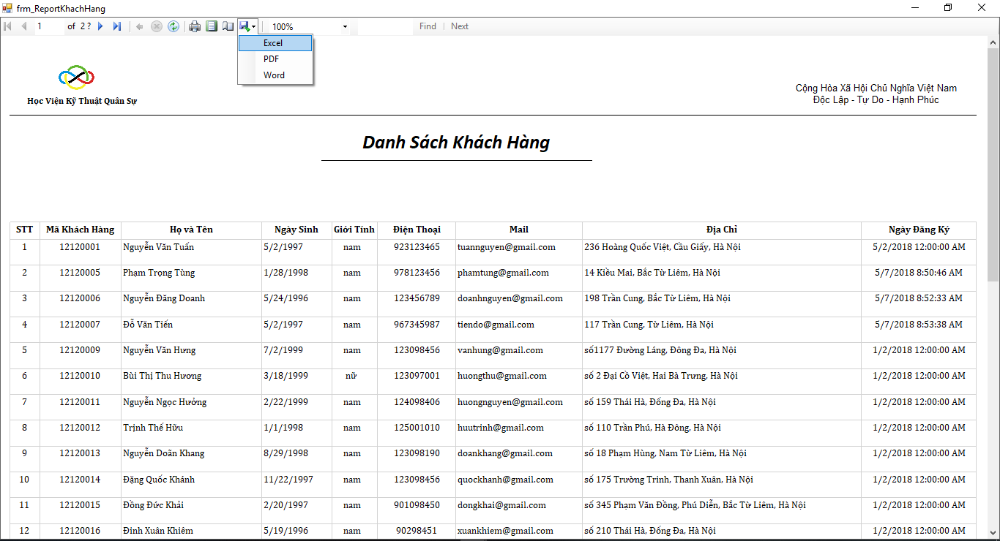 frm_ReportKhachHang
1 of 2 ? 100% Find | Next
Excel
PDF
Word
Học Viện Kỹ Thuật Quân Sự
Cộng Hòa Xã Hội Chủ Nghĩa Việt Nam
Độc Lập - Tự Do - Hạnh Phúc
Danh Sách Khách Hàng
STT Mã Khách Hàng Họ và Tên Ngày Sinh Giới Tính Điện Thoại Mail Địa Chỉ Ngày Đăng Ký
1 12120001 Nguyễn Văn Tuấn 5/2/1997 nam 923123465 tuannguyen@gmail.com 236 Hoàng Quốc Việt, Cầu Giấy, Hà Nội 5/2/2018 12:00:00 AM
2 12120005 Phạm Trọng Tùng 1/28/1998 nam 978123456 phamtung@gmail.com 14 Kiều Mai, Bắc Từ Liêm, Hà Nội 5/7/2018 8:50:46 AM
3 12120006 Nguyễn Đăng Doanh 5/24/1996 nam 123456789 doanhnguyen@gmail.com 198 Trần Cung, Bắc Từ Liêm, Hà Nội 5/7/2018 8:52:33 AM
4 12120007 Đỗ Văn Tiến 5/2/1997 nam 967345987 tiendo@gmail.com 117 Trần Cung, Từ Liêm, Hà Nội 5/7/2018 8:53:38 AM
5 12120009 Nguyễn Văn Hưng 7/2/1999 nam 123098456 vanhung@gmail.com số1177 Đường Láng, Đông Đa, Hà Nội 1/2/2018 12:00:00 AM
6 12120010 Bùi Thị Thu Hương 3/18/1999 nữ 123097001 huongthu@gmail.com số 2 Đại Cồ Việt, Hai Bà Trưng, Hà Nội 1/2/2018 12:00:00 AM
7 12120011 Nguyễn Ngọc Hưởng 2/22/1999 nam 124098406 huongnguyen@gmail.com số 159 Thái Hà, Đống Đa, Hà Nội 1/2/2018 12:00:00 AM
8 12120012 Trịnh Thế Hữu 1/1/1998 nam 125001010 huutrinh@gmail.com số 110 Trần Phú, Hà Đông, Hà Nội 1/2/2018 12:00:00 AM
9 12120013 Nguyễn Doãn Khang 8/29/1998 nam 123098190 doankhang@gmail.com số 18 Phạm Hùng, Nam Từ Liêm, Hà Nội 1/2/2018 12:00:00 AM
10 12120014 Đặng Quốc Khánh 11/22/1997 nam 123098456 quockhanh@gmail.com số 175 Trường Trinh, Thanh Xuân, Hà Nội 1/2/2018 12:00:00 AM
11 12120015 Đồng Đức Khải 2/20/1997 nam 901098450 dongkhai@gmail.com số 345 Phạm Văn Đồng, Phú Diễn, Bắc Từ Liêm, Hà Nội 1/2/2018 12:00:00 AM
12 12120016 Đinh Xuân Khiêm 5/19/1996 nam 90298451 xuankhiem@gmail.com số 210 Thái Hà, Đống Đa, Hà Nội 1/2/2018 12:00:00 AM